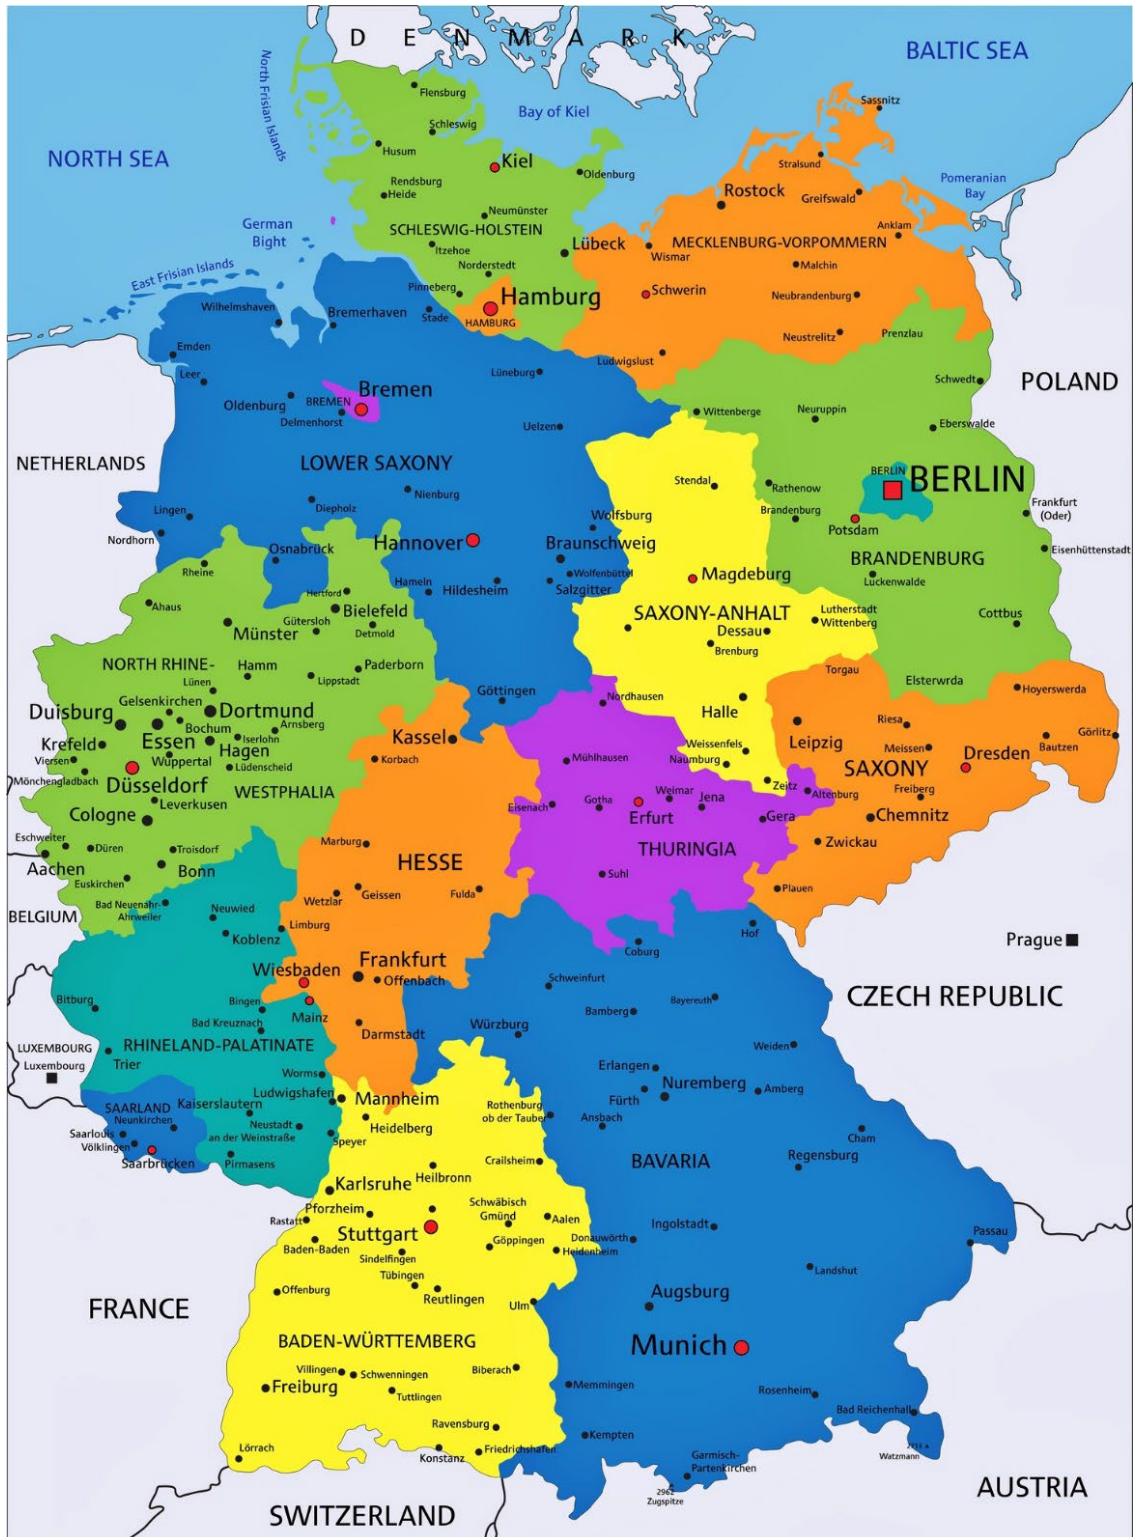 DENMARK
BALTIC SEA
North Frisian Islands
Flensburg
Sassnitz
Bay of Kiel
Schleswig
NORTH SEA
Husum
Kiel
Stralsund
Oldenburg
Pomeranian
Bay
Rendsburg
Heide
Rostock
Greifswald
Neumünster
German
Bight
SCHLESWIG-HOLSTEIN
Anklam
Itzehoe
Lübeck
MECKLENBURG-VORPOMMERN
Wismar
East Frisian Islands
Norderstedt
Malchin
Pinneberg
Hamburg
Schwerin
Neubrandenburg
Wilhelmshaven
Bremerhaven
Stade
HAMBURG
Neustrelitz
Prenzlau
Emden
Ludwigslust
Leer
Lüneburg
Schwedt
POLAND
Bremen
Oldenburg
BREMEN
Delmenhorst
Wittenberge
Neuruppin
Uelzen
Eberswalde
NETHERLANDS
LOWER SAXONY
BERLIN
BERLIN
Stendal
Rathenow
Nienburg
Diepholz
Lingen
Brandenburg
Frankfurt
(Oder)
Wolfsburg
Potsdam
Nordhorn
Hannover
Braunschweig
Osnabrück
Eisenhüttenstadt
BRANDENBURG
Rheine
Wolfenbüttel
Magdeburg
Luckenwalde
Hameln
Hildesheim
Salzgitter
Hertford
Ahaus
Bielefeld
SAXONY-ANHALT
Lutherstadt
Wittenberg
Cottbus
Gütersloh
Münster
Detmold
Dessau
Brenburg
NORTH RHINE-
Hamm
Paderborn
Torgau
Lippstadt
Lünen
Elsterwrda
Hoyerswerda
Göttingen
Nordhausen
Gelsenkirchen
Duisburg
Dortmund
Halle
Bochum
Arnsberg
Riesa
Görlitz
Krefeld
Essen
Iserlohn
Hagen
Kassel
Leipzig
Meissen
Bautzen
Weissenfels
Viersen
Wuppertal
Korbach
Mühlhausen
Naumburg
Dresden
Mönchengladbach
Lüdenscheid
SAXONY
Düsseldorf
WESTPHALIA
Zeitz
Altenburg
Freiberg
Leverkusen
Cologne
Eisenach
Gotha
Weimar
Jena
Erfurt
Gera
Chemnitz
Eschweiter
Düren
Troisdorf
Marburg
THURINGIA
Zwickau
Aachen
Bonn
HESSE
Euskirchen
Suhl
Geissen
Wetzlar
Fulda
Plauen
Bad Neuenahr-
Ahrweiler
BELGIUM
Neuwied
Limburg
Koblenz
Hof
Coburg
Prague
Frankfurt
Wiesbaden
Offenbach
Schweinfurt
Bitburg
Bingen
Mainz
Bamberg
Bayereuth
CZECH REPUBLIC
Bad Kreuznach
Darmstadt
Würzburg
RHINELAND-PALATINATE
LUXEMBOURG
Luxembourg
Trier
Weiden
Worms
Erlangen
Ludwigshafen
Mannheim
Nuremberg
Amberg
Fürth
SAARLAND
Neunkirchen
Kaiserslautern
Rothenburg
ob der Tauber
Ansbach
Neustadt
an der Weinstraße
Heidelberg
Saarlouis
Völklingen
Speyer
Cham
Saarbrücken
Pirmasens
Crailsheim
BAVARIA
Regensburg
Heilbronn
Karlsruhe
Schwäbisch
Gmünd
Pforzheim
Rastatt
Aalen
Stuttgart
Ingolstadt
Passau
Donauwörth
Baden-Baden
Göppingen
Heidenheim
Sindelfingen
Landshut
Tübingen
Offenburg
Reutlingen
Augsburg
Ulm
FRANCE
BADEN-WÜRTTEMBERG
Munich
Villingen
Schwenningen
Biberach
Freiburg
Tuttlingen
Memmingen
Rosenheim
Bad Reichenhall
Ravensburg
Kempten
Lörrach
Konstanz
Friedrichshafen
Garmisch-
Partenkirchen
Watzmann
AUSTRIA
2962
Zugspitze
SWITZERLAND